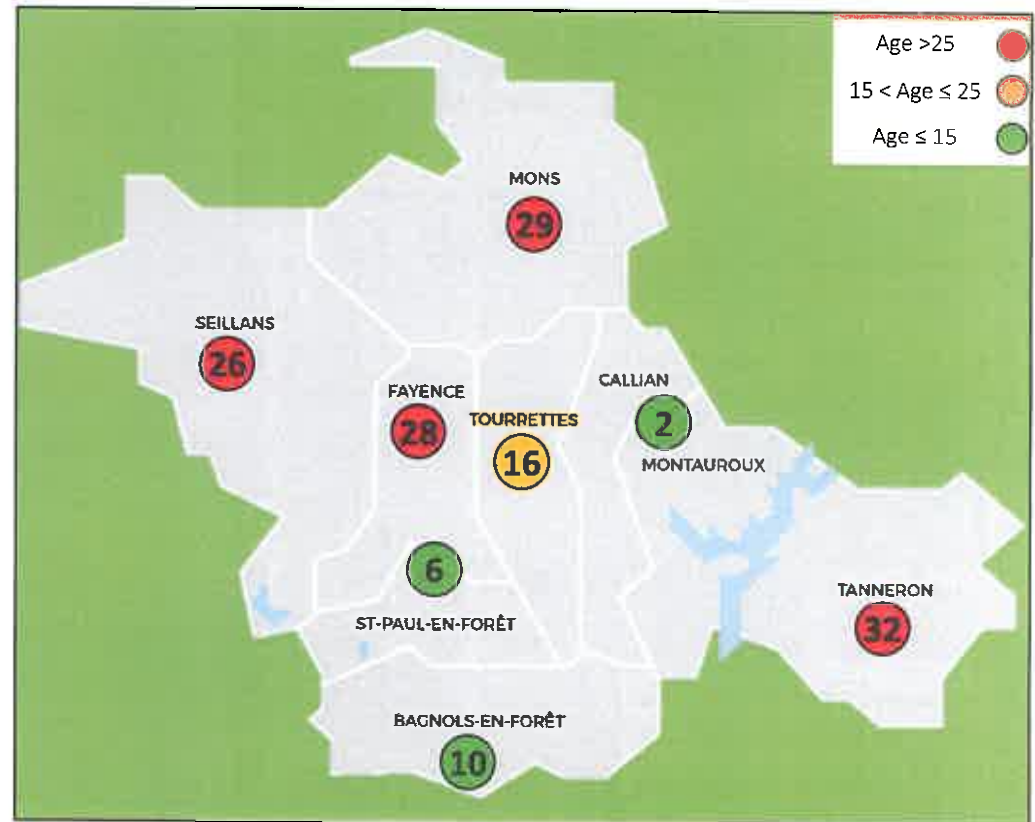 Age >25
15 < Age ≤ 25
Age ≤ 15
MONS
29
SEILLANS
26
FAYENCE
28
TOURRETTES
16
CALLIAN
2
MONTAUROUX
6
ST-PAUL-EN-FORÊT
TANNERON
32
BAGNOLS-EN-FORÊT
10